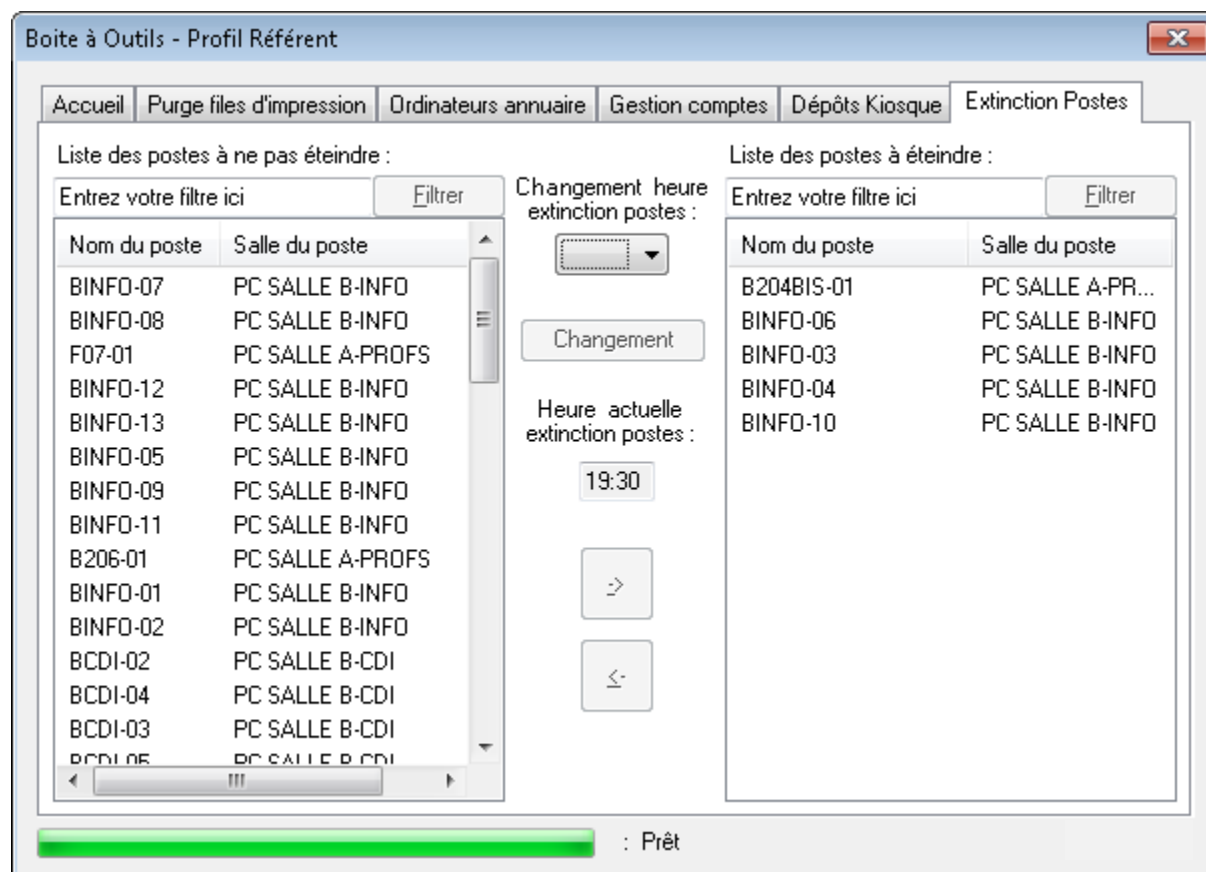 Boite à Outils - Profil Référent
Accueil Purge files d'impression Ordinateurs annuaire Gestion comptes Dépôts Kiosque Extinction Postes
Liste des postes à ne pas éteindre :
Entrez votre filtre ici Filtrer
Nom du poste Salle du poste
BINFO-07 PC SALLE B-INFO
BINFO-08 PC SALLE B-INFO
F07-01 PC SALLE A-PROFS
BINFO-12 PC SALLE B-INFO
BINFO-13 PC SALLE B-INFO
BINFO-05 PC SALLE B-INFO
BINFO-09 PC SALLE B-INFO
BINFO-11 PC SALLE B-INFO
B206-01 PC SALLE A-PROFS
BINFO-01 PC SALLE B-INFO
BINFO-02 PC SALLE B-INFO
BCDI-02 PC SALLE B-CDI
BCDI-04 PC SALLE B-CDI
BCDI-03 PC SALLE B-CDI
BCDI-05 PC SALLE B-CDI
Changement heure
extinction postes :
Changement
Heure actuelle
extinction postes :
19:30
->
<-
Liste des postes à éteindre :
Entrez votre filtre ici Filtrer
Nom du poste Salle du poste
B204BIS-01 PC SALLE A-PR...
BINFO-06 PC SALLE B-INFO
BINFO-03 PC SALLE B-INFO
BINFO-04 PC SALLE B-INFO
BINFO-10 PC SALLE B-INFO
: Prêt